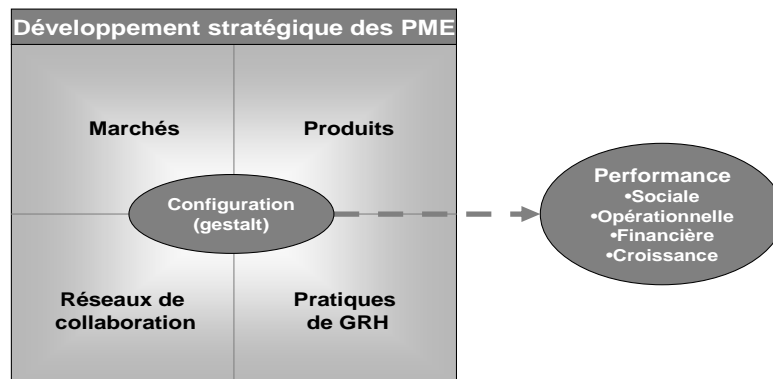 Développement stratégique des PME
Marchés
Produits
Configuration
(gestalt)
Réseaux de
collaboration
Pratiques
de GRH
Performance
•Sociale
•Opérationnelle
•Financière
•Croissance